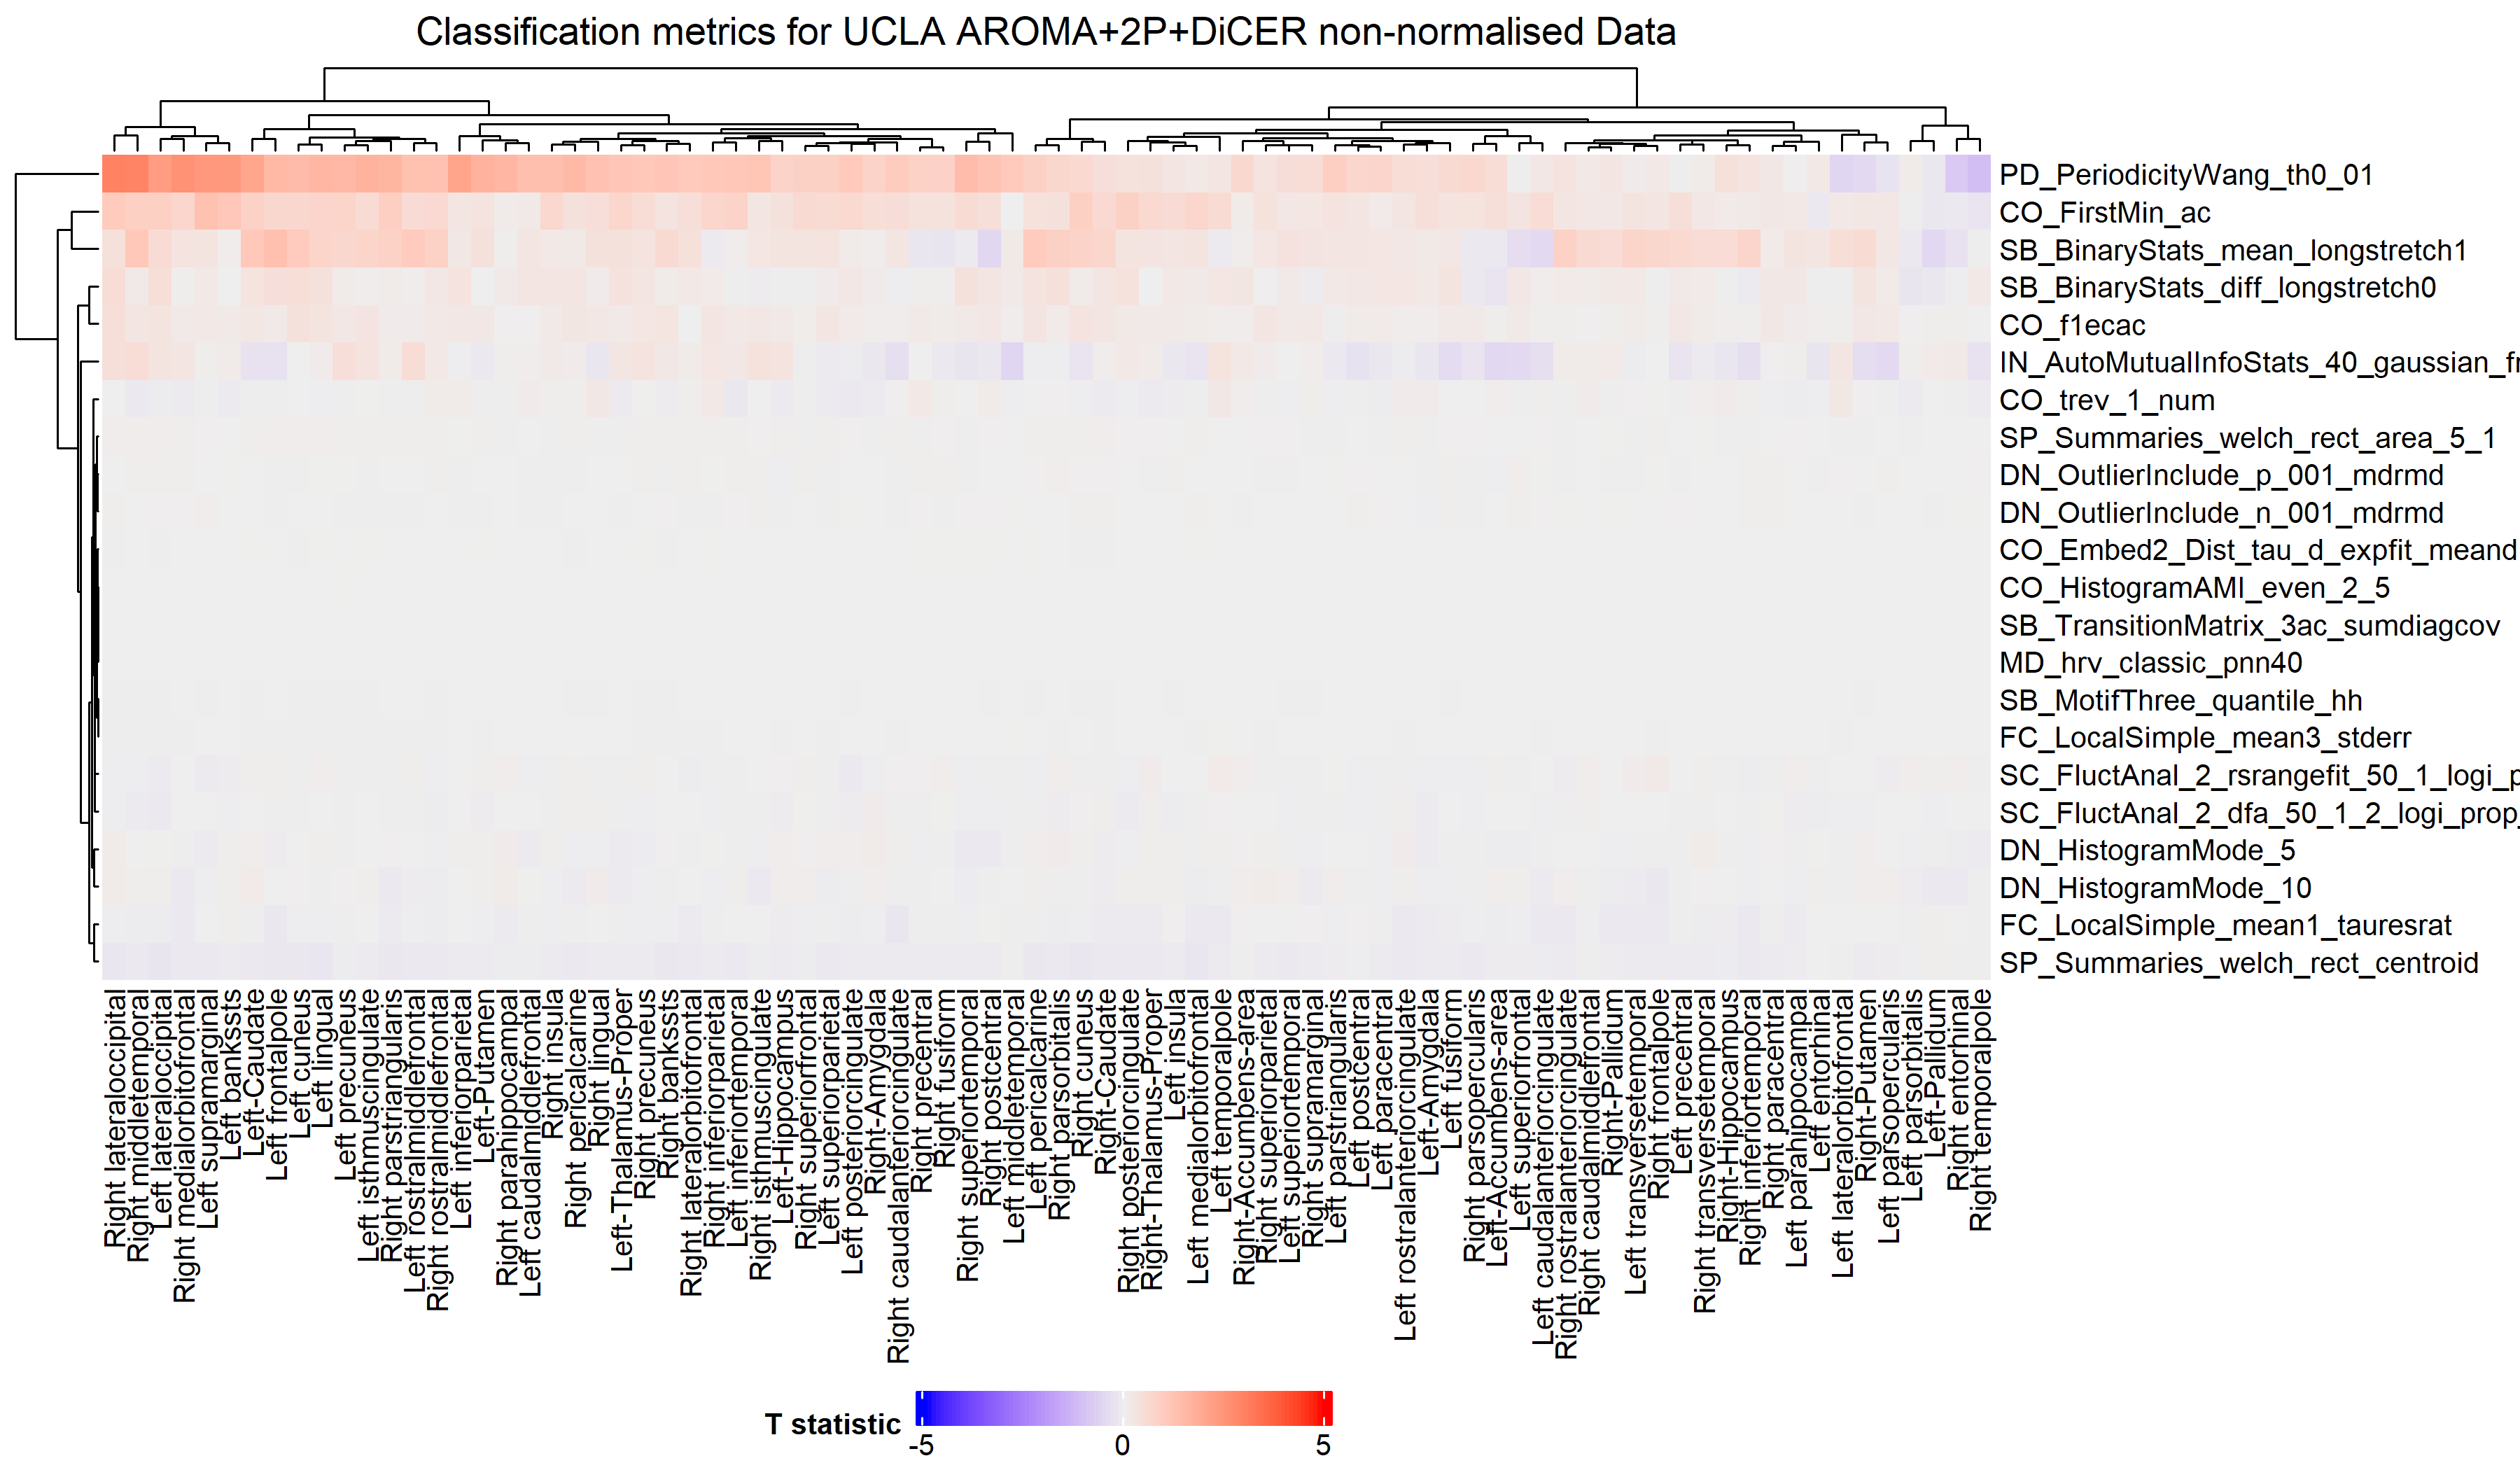 Classification metrics for UCLA AROMA+2P+DiCER non-normalised Data
PD_PeriodicityWang_th0_01
CO_FirstMin_ac
SB_BinaryStats_mean_longstretch1
SB_BinaryStats_diff_longstretch0
CO_f1ecac
IN_AutoMutualInfoStats_40_gaussian_fr
CO_trev_1_num
SP_Summaries_welch_rect_area_5_1
DN_OutlierInclude_p_001_mdrmd
DN_OutlierInclude_n_001_mdrmd
CO_Embed2_Dist_tau_d_expfit_meand
CO_HistogramAMI_even_2_5
SB_TransitionMatrix_3ac_sumdiagcov
MD_hrv_classic_pnn40
SB_MotifThree_quantile_hh
FC_LocalSimple_mean3_stderr
SC_FluctAnal_2_rsrangefit_50_1_logi_p
SC_FluctAnal_2_dfa_50_1_2_logi_prop_
DN_HistogramMode_5
DN_HistogramMode_10
FC_LocalSimple_mean1_tauresrat
SP_Summaries_welch_rect_centroid
Right lateraloccipital
Right middletemporal
Left lateraloccipital
Right medialorbitofrontal
Left supramarginal
Left bankssts
Left-Caudate
Left frontalpole
Left cuneus
Left lingual
Left precuneus
Left isthmuscingulate
Right parstriangularis
Left rostralmiddlefrontal
Right rostralmiddlefrontal
Left inferiorparietal
Left-Putamen
Right parahippocampal
Left caudalmiddlefrontal
Right insula
Right pericalcarine
Right lingual
Left-Thalamus-Proper
Right precuneus
Right bankssts
Right lateralorbitofrontal
Right inferiorparietal
Left inferiortemporal
Right isthmuscingulate
Left-Hippocampus
Right superiorfrontal
Left superiorparietal
Left posteriorcingulate
Right-Amygdala
Right caudalanteriorcingulate
Right precentral
Right fusiform
Right superiortemporal
Right postcentral
Left middletemporal
Left pericalcarine
Right parsorbitalis
Right cuneus
Right-Caudate
Right posteriorcingulate
Right-Thalamus-Proper
Left insula
Left medialorbitofrontal
Left temporalpole
Right-Accumbens-area
Right superiorparietal
Left superiortemporal
Right supramarginal
Left parstriangularis
Left postcentral
Left paracentral
Left rostralanteriorcingulate
Left-Amygdala
Left fusiform
Right parsopercularis
Left-Accumbens-area
Left superiorfrontal
Left caudalanteriorcingulate
Right rostralanteriorcingulate
Right caudalmiddlefrontal
Right-Pallidum
Left transversetemporal
Right frontalpole
Left precentral
Right transversetemporal
Right-Hippocampus
Right inferiortemporal
Right paracentral
Left parahippocampal
Left entorhinal
Left lateralorbitofrontal
Right-Putamen
Left parsopercularis
Left parsorbitalis
Left-Pallidum
Right entorhinal
Right temporalpole
T statistic
-5 0 5